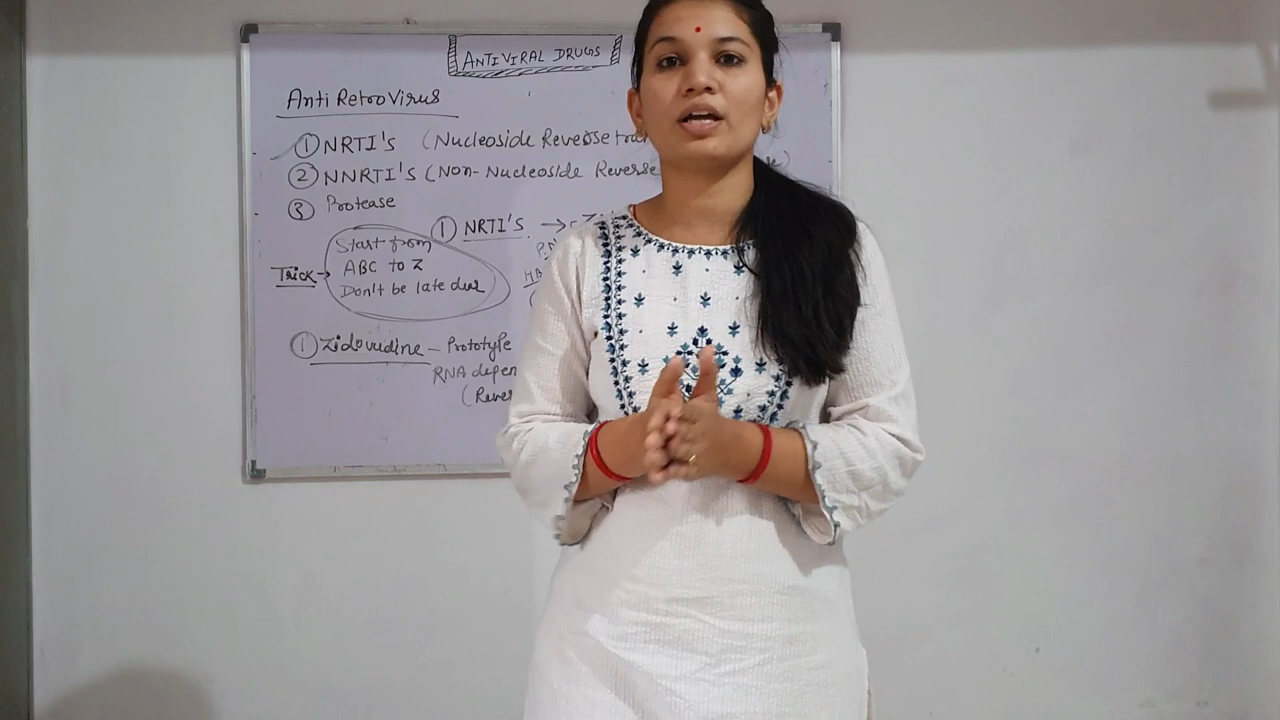 ANTIVIRAL DRUGS
Anti RetroVirus
① NRTI's (Nucleoside Reverse
② NNRTI's (Non-Nucleoside Reverse
③ Protease
① NRTI's →
Trick →
Start from
ABC to Z
Don't be late dear
① Zidovudine - Prototype
RNA depen
(Rever